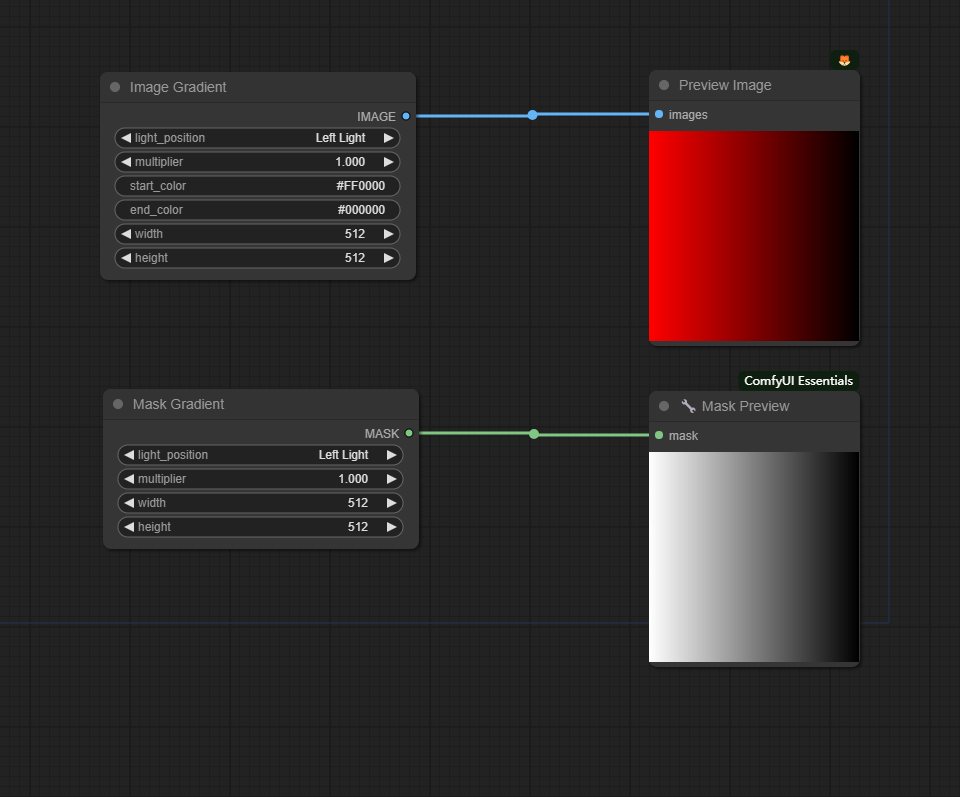 Image Gradient
IMAGE
light_position Left Light
multiplier 1.000
start_color #FF0000
end_color #000000
width 512
height 512
Preview Image
images
Mask Gradient
MASK
light_position Left Light
multiplier 1.000
width 512
height 512
ComfyUI Essentials
Mask Preview
mask